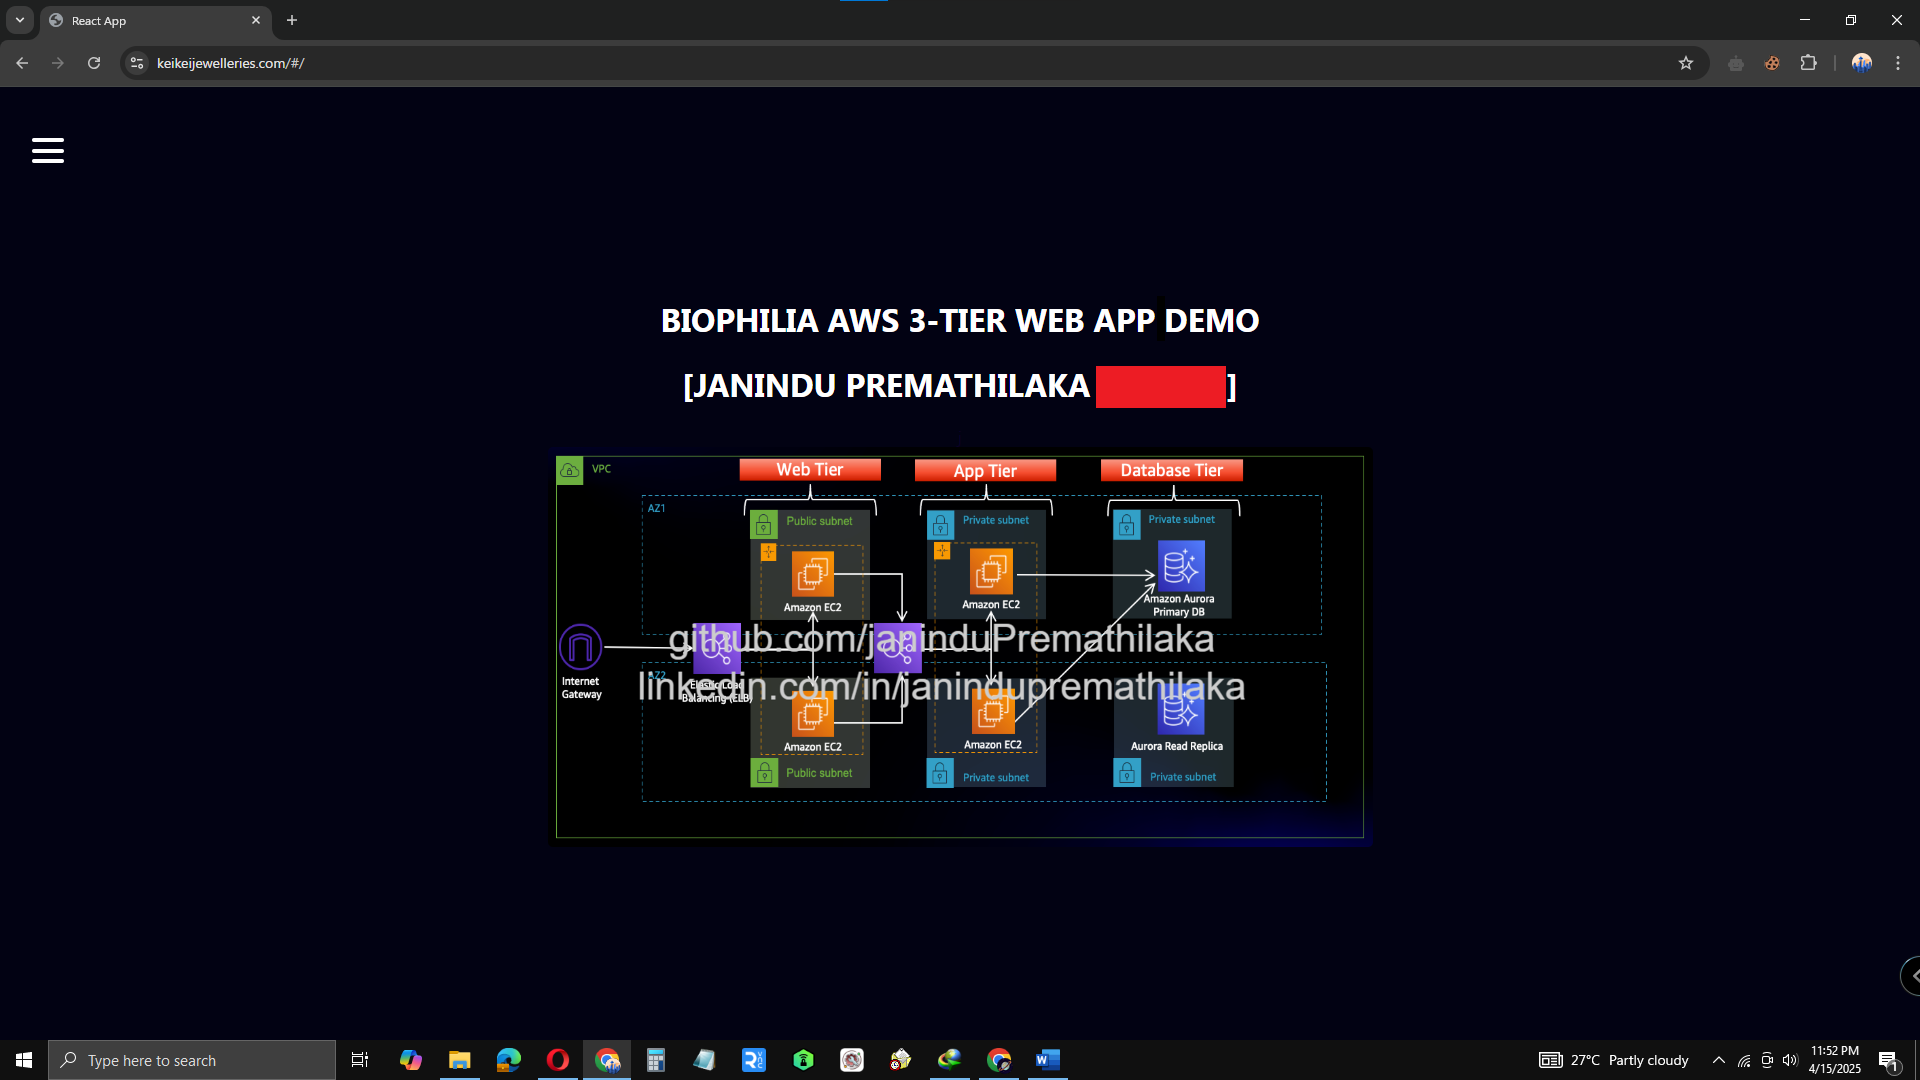 React App
keikeijewelleries.com/#/
BIOPHILIA AWS 3-TIER WEB APP DEMO
[JANINDU PREMATHILAKA ]
VPC
Web Tier
App Tier
Database Tier
AZ1
Public subnet
Private subnet
Private subnet
Amazon EC2
Amazon EC2
Amazon Aurora
Primary DB
github.com/janinduPremathilaka
Internet
Gateway
AZ2
Elastic Load
Balancing (ELB)
linkedin.com/in/janindupremathilaka
Amazon EC2
Amazon EC2
Aurora Read Replica
Public subnet
Private subnet
Private subnet
Type here to search
27°C Partly cloudy
11:52 PM
4/15/2025
1